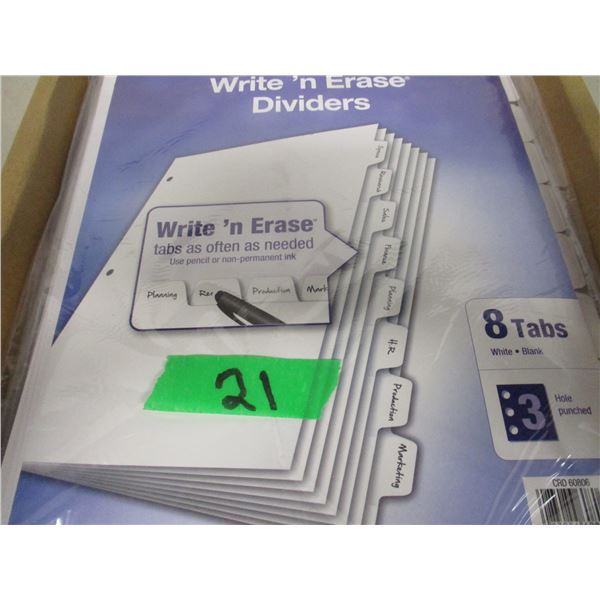 Write 'n Erase®
Dividers
Write 'n Erase™
tabs as often as needed
Use pencil or non-permanent ink
Planning
Production
Sales
Finance
Planning
H.R
Production
Marketing
21
8 Tabs
White • Blank
3
Hole
punched
CRD 60806